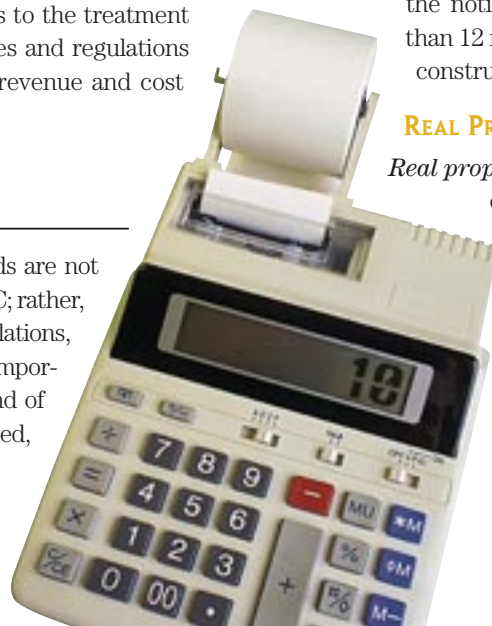 s to the treatment
es and regulations
revenue and cost
ds are not
C; rather,
lations,
mpor-
nd of
ed,
the noti
than 12 r
constru
REAL PR
Real prop
10
÷
7 8 9
−
MU
*M
=
4 5 6
%
÷M
×
1 2 3
+
M−
0 00 .